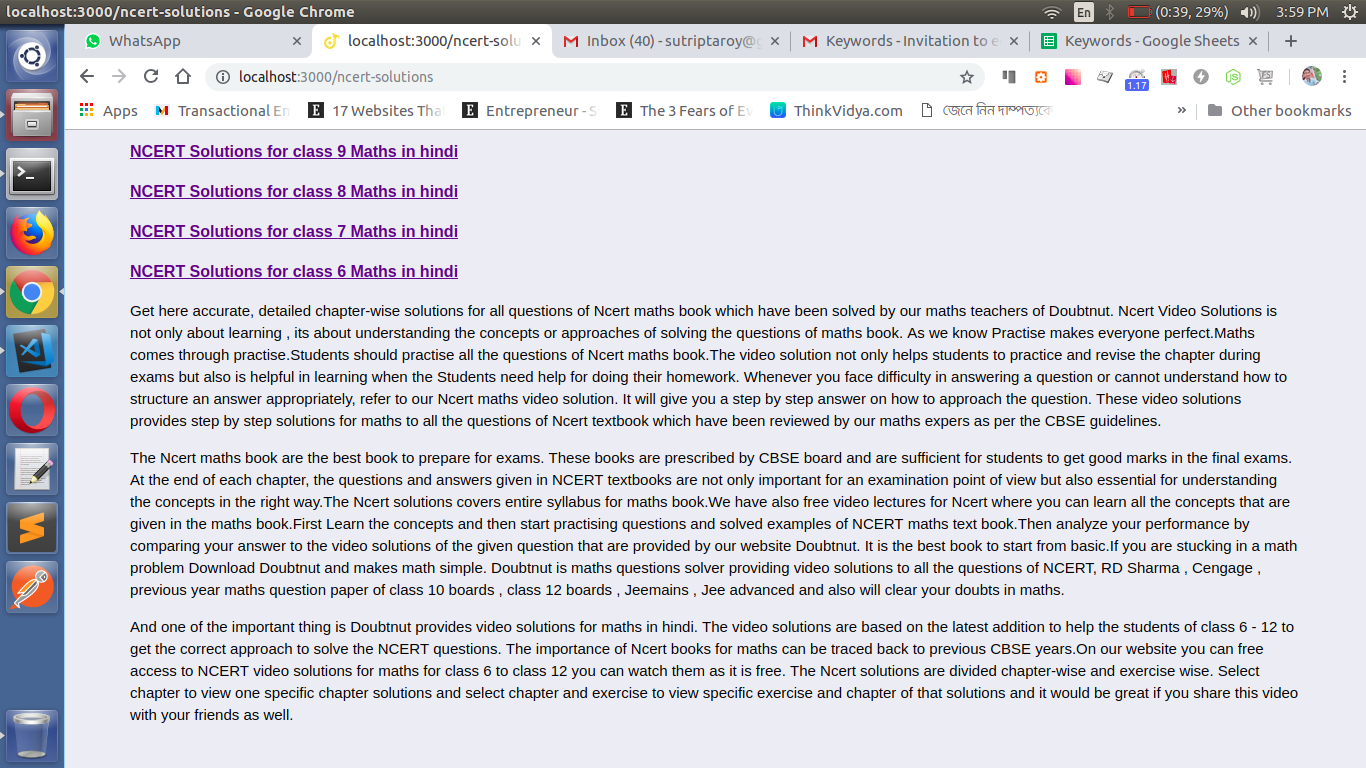 localhost:3000/ncert-solutions - Google Chrome
En
(0:39, 29%)
3:59 PM
WhatsApp
localhost:3000/ncert-solu
Inbox (40) - sutriptaroy@g
Keywords - Invitation to e
Keywords - Google Sheets
localhost:3000/ncert-solutions
1.17
Apps
Transactional Em
17 Websites Tha
Entrepreneur - S
The 3 Fears of Ev
ThinkVidya.com
জেনে নিন দাম্পত্যকে
»
Other bookmarks
NCERT Solutions for class 9 Maths in hindi
NCERT Solutions for class 8 Maths in hindi
NCERT Solutions for class 7 Maths in hindi
NCERT Solutions for class 6 Maths in hindi
Get here accurate, detailed chapter-wise solutions for all questions of Ncert maths book which have been solved by our maths teachers of Doubtnut. Ncert Video Solutions is
not only about learning , its about understanding the concepts or approaches of solving the questions of maths book. As we know Practise makes everyone perfect.Maths
comes through practise.Students should practise all the questions of Ncert maths book.The video solution not only helps students to practice and revise the chapter during
exams but also is helpful in learning when the Students need help for doing their homework. Whenever you face difficulty in answering a question or cannot understand how to
structure an answer appropriately, refer to our Ncert maths video solution. It will give you a step by step answer on how to approach the question. These video solutions
provides step by step solutions for maths to all the questions of Ncert textbook which have been reviewed by our maths expers as per the CBSE guidelines.
The Ncert maths book are the best book to prepare for exams. These books are prescribed by CBSE board and are sufficient for students to get good marks in the final exams.
At the end of each chapter, the questions and answers given in NCERT textbooks are not only important for an examination point of view but also essential for understanding
the concepts in the right way.The Ncert solutions covers entire syllabus for maths book.We have also free video lectures for Ncert where you can learn all the concepts that are
given in the maths book.First Learn the concepts and then start practising questions and solved examples of NCERT maths text book.Then analyze your performance by
comparing your answer to the video solutions of the given question that are provided by our website Doubtnut. It is the best book to start from basic.If you are stucking in a math
problem Download Doubtnut and makes math simple. Doubtnut is maths questions solver providing video solutions to all the questions of NCERT, RD Sharma , Cengage ,
previous year maths question paper of class 10 boards , class 12 boards , Jeemains , Jee advanced and also will clear your doubts in maths.
And one of the important thing is Doubtnut provides video solutions for maths in hindi. The video solutions are based on the latest addition to help the students of class 6 - 12 to
get the correct approach to solve the NCERT questions. The importance of Ncert books for maths can be traced back to previous CBSE years.On our website you can free
access to NCERT video solutions for maths for class 6 to class 12 you can watch them as it is free. The Ncert solutions are divided chapter-wise and exercise wise. Select
chapter to view one specific chapter solutions and select chapter and exercise to view specific exercise and chapter of that solutions and it would be great if you share this video
with your friends as well.